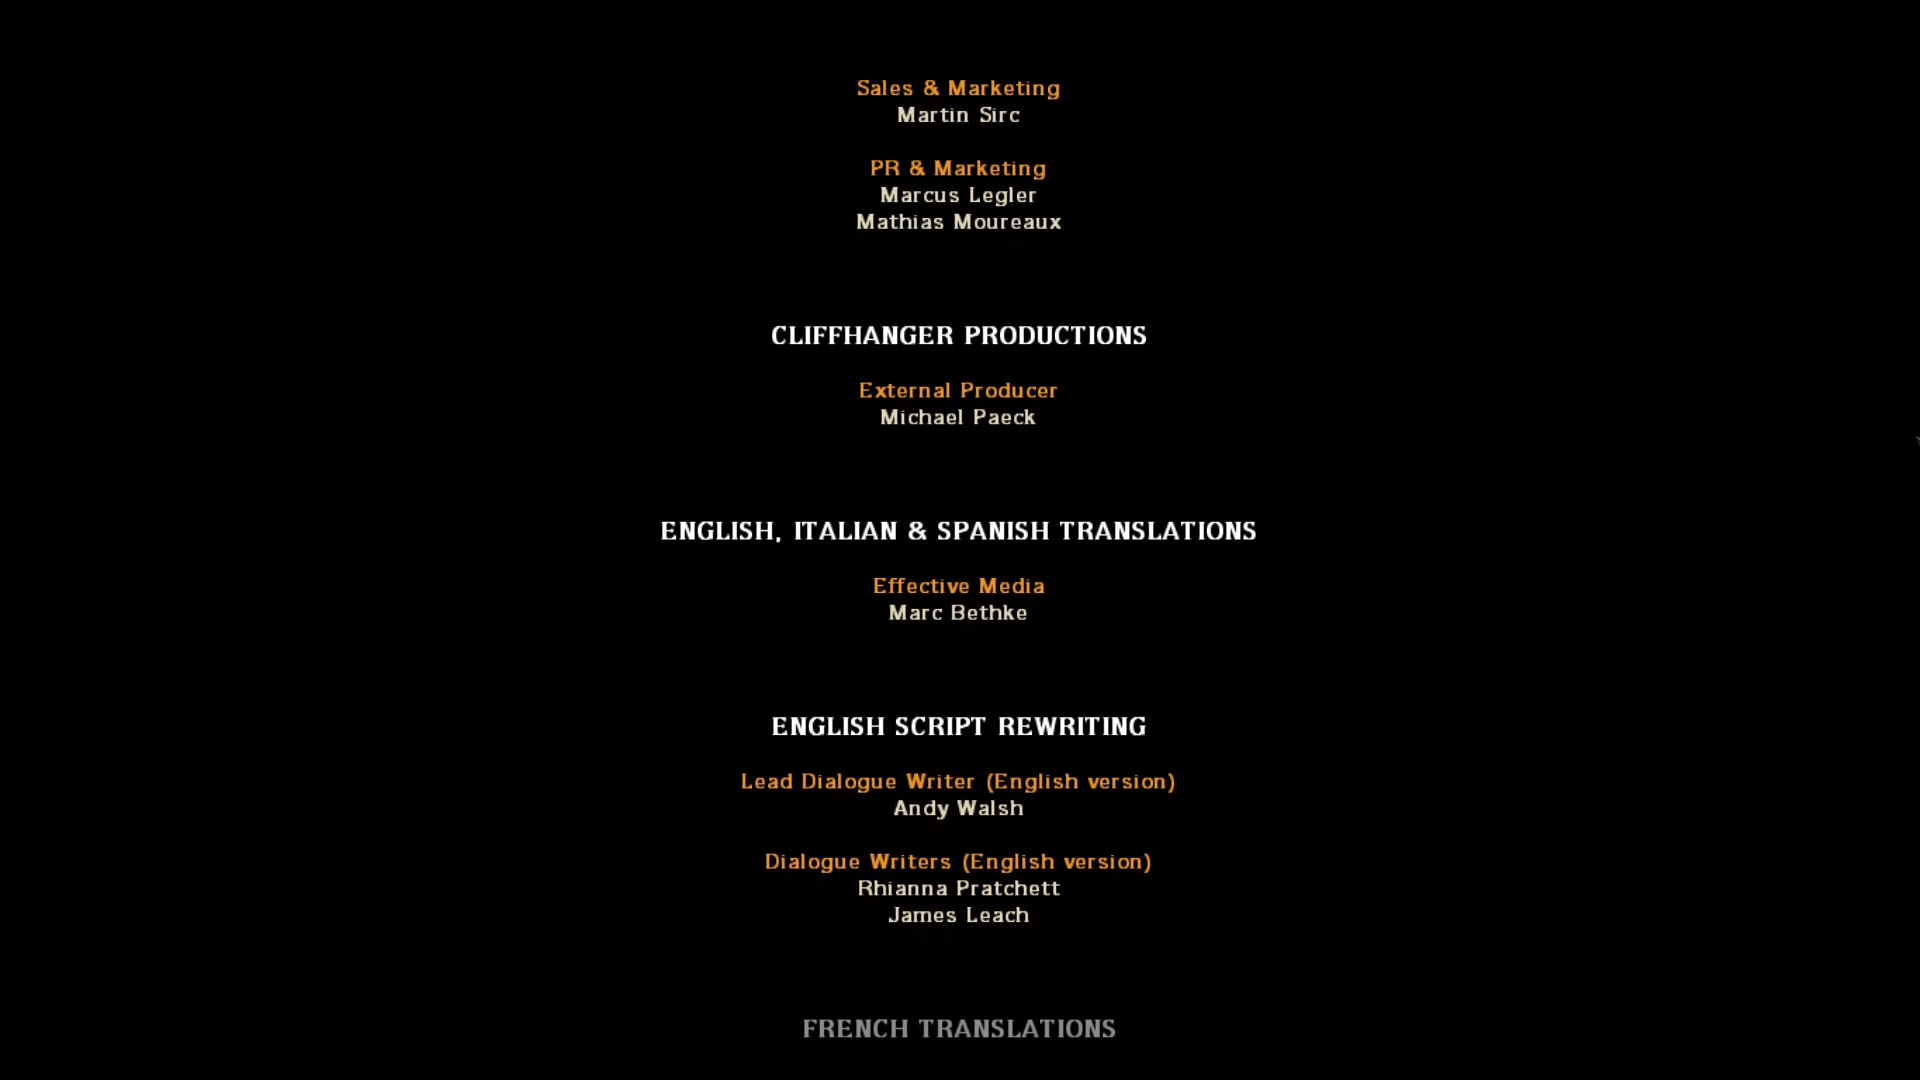 Sales & Marketing
Martin Sirc
PR & Marketing
Marcus Legler
Mathias Moureaux
CLIFFHANGER PRODUCTIONS
External Producer
Michael Paeck
ENGLISH, ITALIAN & SPANISH TRANSLATIONS
Effective Media
Marc Bethke
ENGLISH SCRIPT REWRITING
Lead Dialogue Writer (English version)
Andy Walsh
Dialogue Writers (English version)
Rhianna Pratchett
James Leach
FRENCH TRANSLATIONS